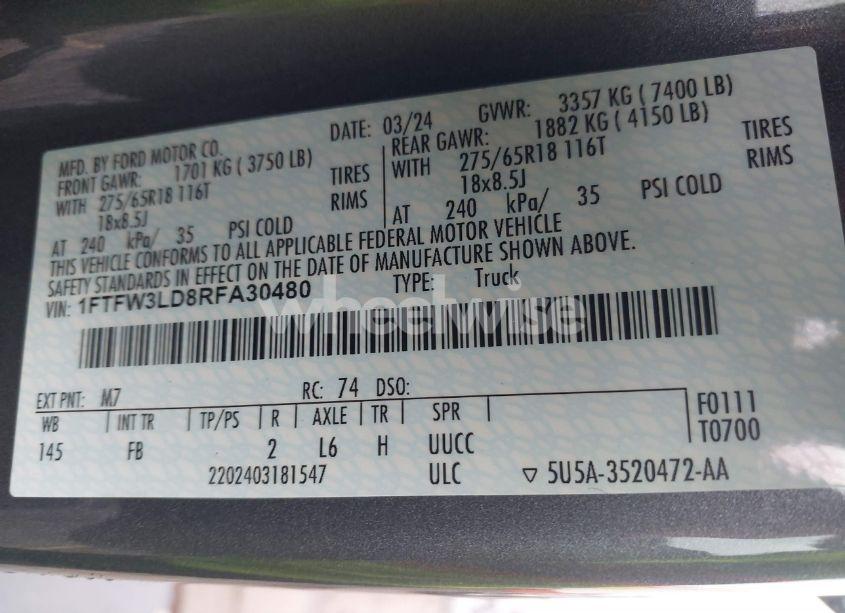 MFD. BY FORD MOTOR CO.
DATE: 03/24
GVWR: 3357 KG ( 7400 LB)
FRONT GAWR: 1701 KG ( 3750 LB)
WITH 275/65R18 116T TIRES
18x8.5J RIMS
AT 240 kPa/ 35 PSI COLD
REAR GAWR: 1882 KG ( 4150 LB)
WITH 275/65R18 116T TIRES
18x8.5J RIMS
AT 240 kPa/ 35 PSI COLD
THIS VEHICLE CONFORMS TO ALL APPLICABLE FEDERAL MOTOR VEHICLE
SAFETY STANDARDS IN EFFECT ON THE DATE OF MANUFACTURE SHOWN ABOVE.
VIN: 1FTFW3LD8RFA30480 TYPE: Truck
wheelwise
EXT PNT: M7 RC: 74 DSO:
WB INT TR TP/PS R AXLE TR SPR F0111
145 FB 2 L6 H UUCC T0700
2202403181547 ULC ▽ 5U5A-3520472-AA